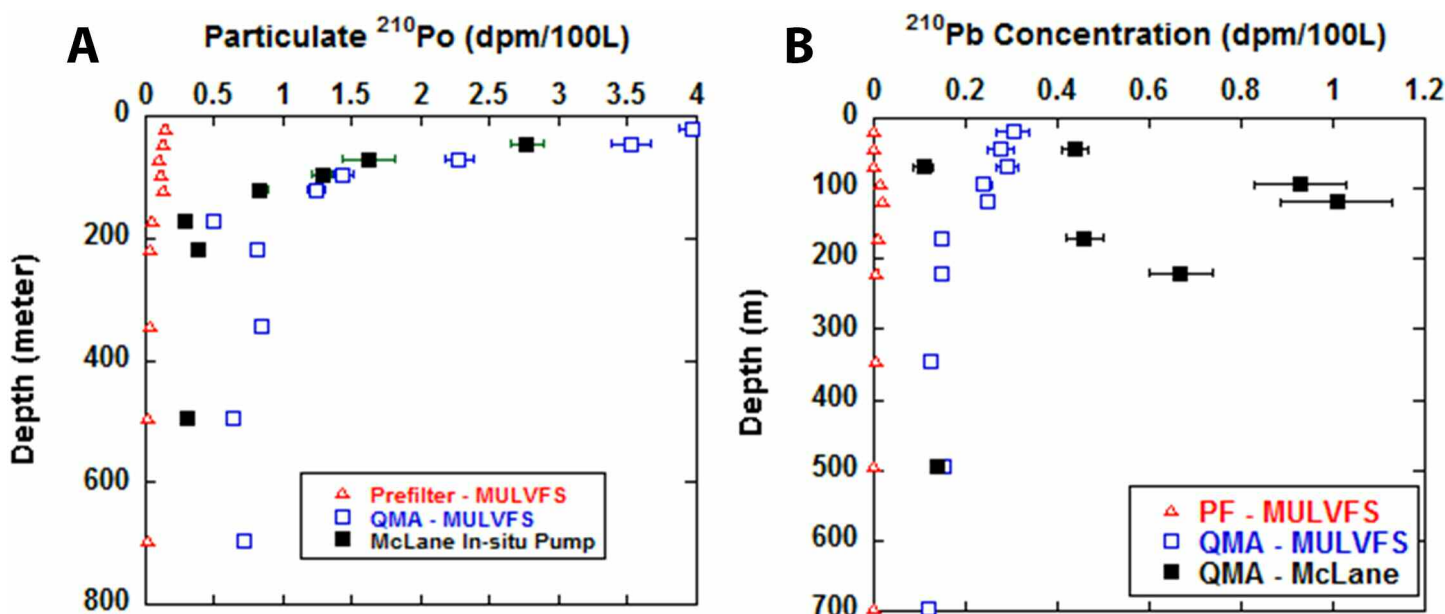 A
Particulate ²¹⁰Po (dpm/100L)
0 0.5 1 1.5 2 2.5 3 3.5 4
0
200
400
600
800
Depth (meter)
Prefilter - MULVFS
QMA - MULVFS
McLane In-situ Pump
B
²¹⁰Pb Concentration (dpm/100L)
0 0.2 0.4 0.6 0.8 1 1.2
0
100
200
300
400
500
600
700
Depth (m)
PF - MULVFS
QMA - MULVFS
QMA - McLane